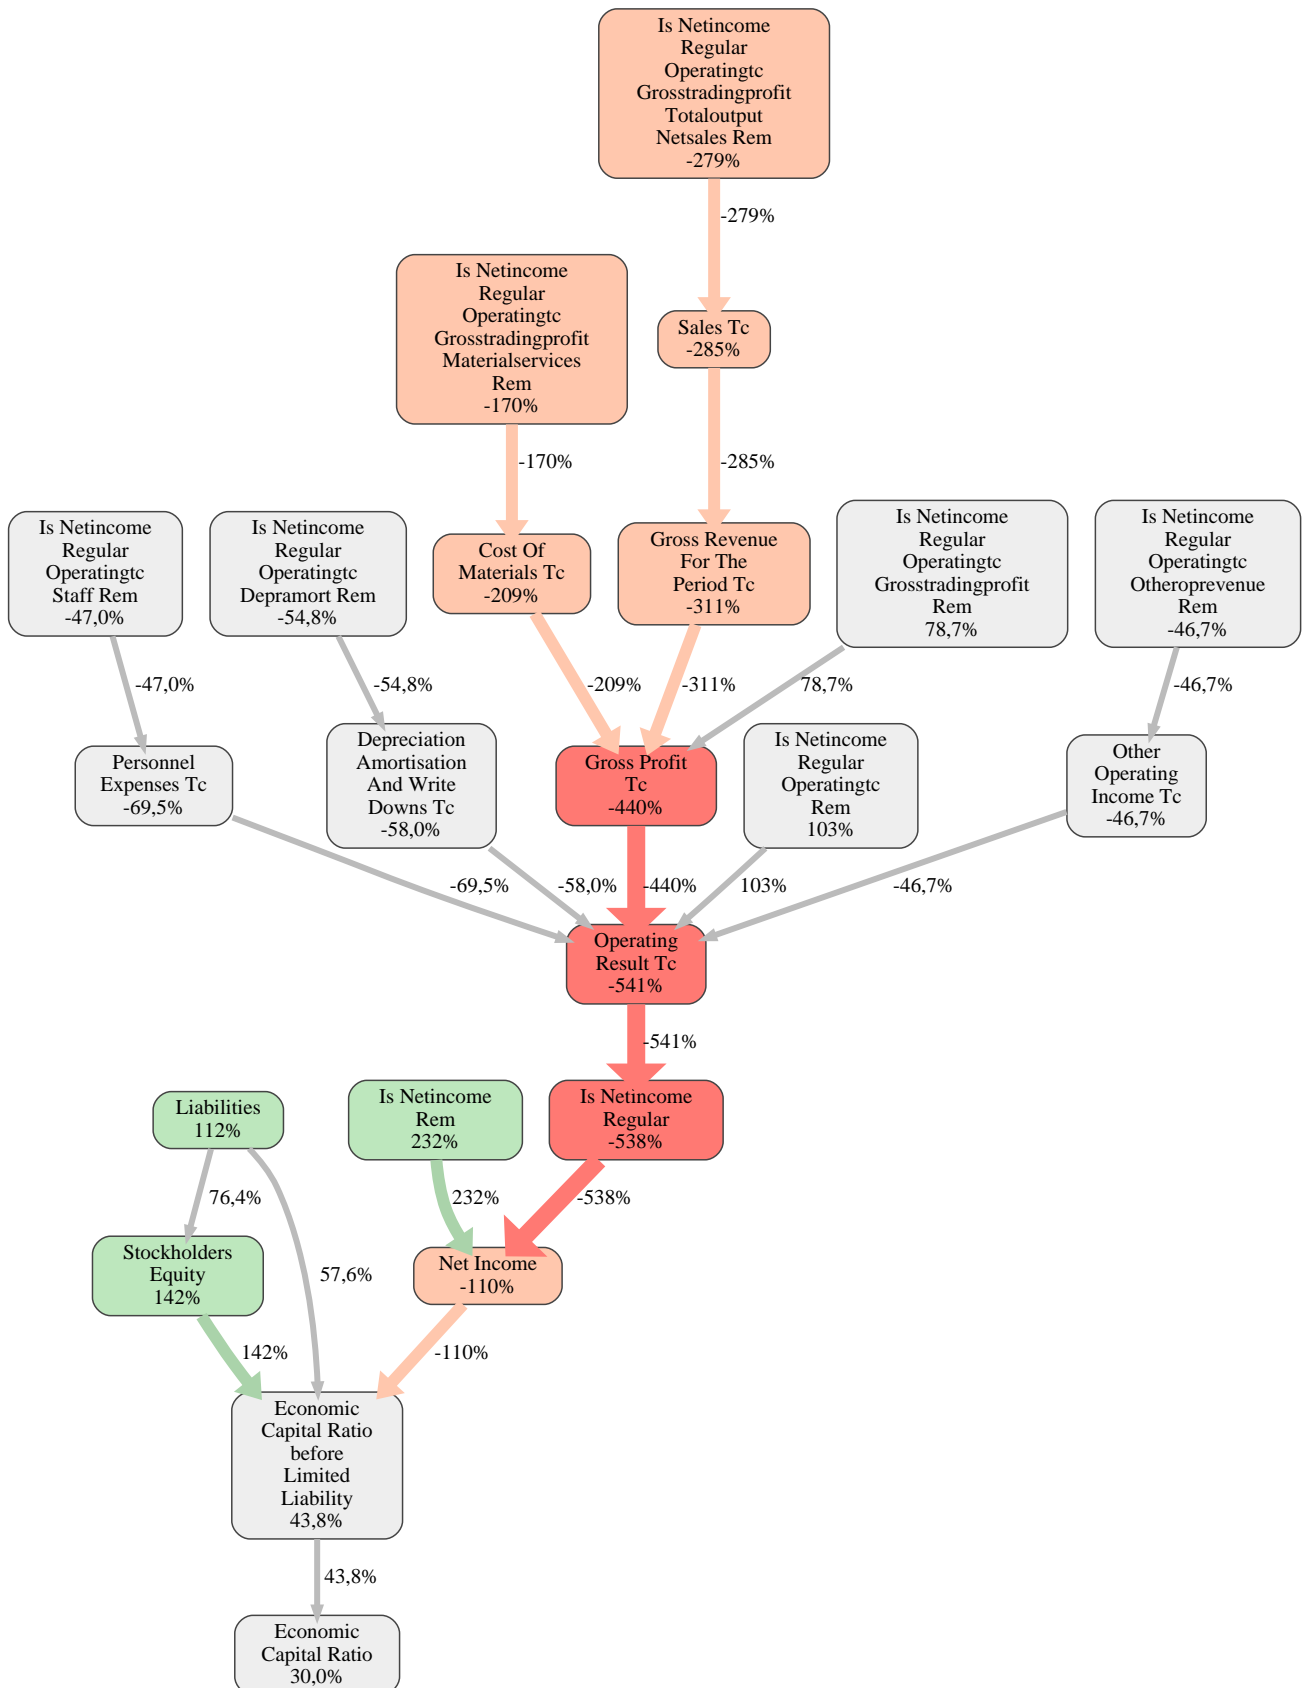 Is Netincome
Regular
Operatingtc
Grosstradingprofit
Totaloutput
Netsales Rem
-279%
-279%
Is Netincome
Regular
Operatingtc
Grosstradingprofit
Materialservices
Rem
-170%
Sales Tc
-285%
-170%
-285%
Is Netincome
Regular
Operatingtc
Staff Rem
-47,0%
Is Netincome
Regular
Operatingtc
Depramort Rem
-54,8%
Cost Of
Materials Tc
-209%
Gross Revenue
For The
Period Tc
-311%
Is Netincome
Regular
Operatingtc
Grosstradingprofit
Rem
78,7%
Is Netincome
Regular
Operatingtc
Otheroprevenue
Rem
-46,7%
-47,0%
-54,8%
-209%
-311%
78,7%
-46,7%
Personnel
Expenses Tc
-69,5%
Depreciation
Amortisation
And Write
Downs Tc
-58,0%
Gross Profit
Tc
-440%
Is Netincome
Regular
Operatingtc
Rem
103%
Other
Operating
Income Tc
-46,7%
-69,5%
-58,0%
-440%
103%
-46,7%
Operating
Result Tc
-541%
-541%
Liabilities
112%
Is Netincome
Rem
232%
Is Netincome
Regular
-538%
76,4%
232%
-538%
Stockholders
Equity
142%
57,6%
Net Income
-110%
142%
-110%
Economic
Capital Ratio
before
Limited
Liability
43,8%
43,8%
Economic
Capital Ratio
30,0%